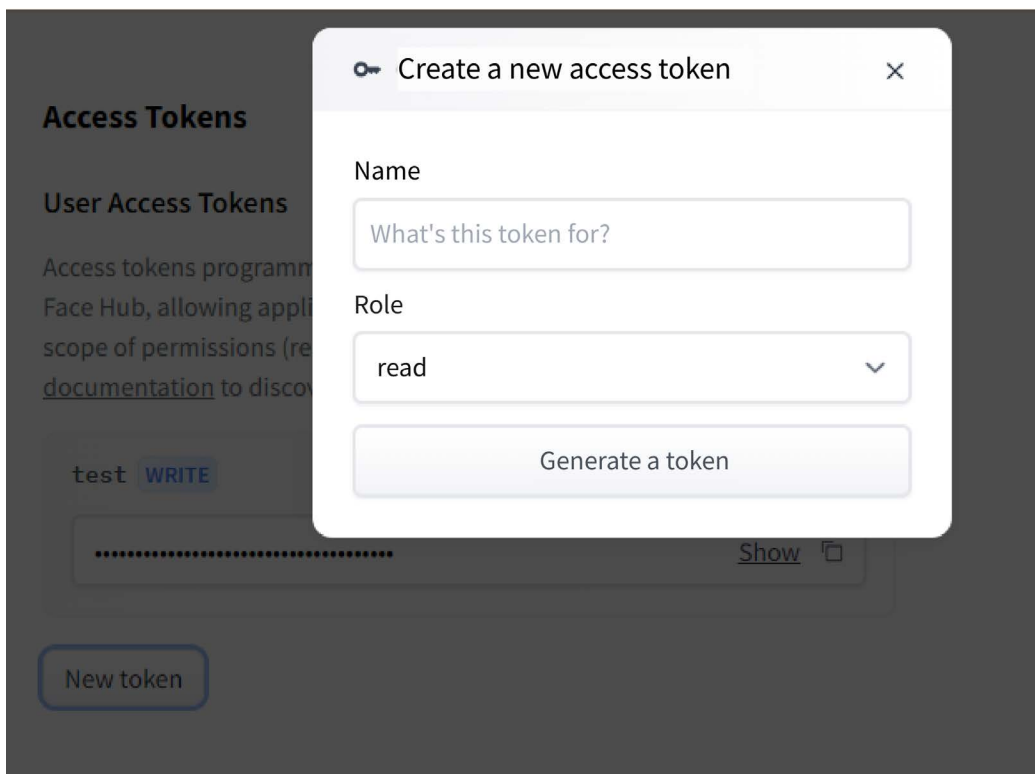 Create a new access token
Name
What's this token for?
Role
read
Generate a token
Access Tokens
User Access Tokens
Access tokens programm
Face Hub, allowing appli
scope of permissions (re
documentation to discov
test WRITE
•••••••••••••••••••••••••••••••••••••
Show
New token